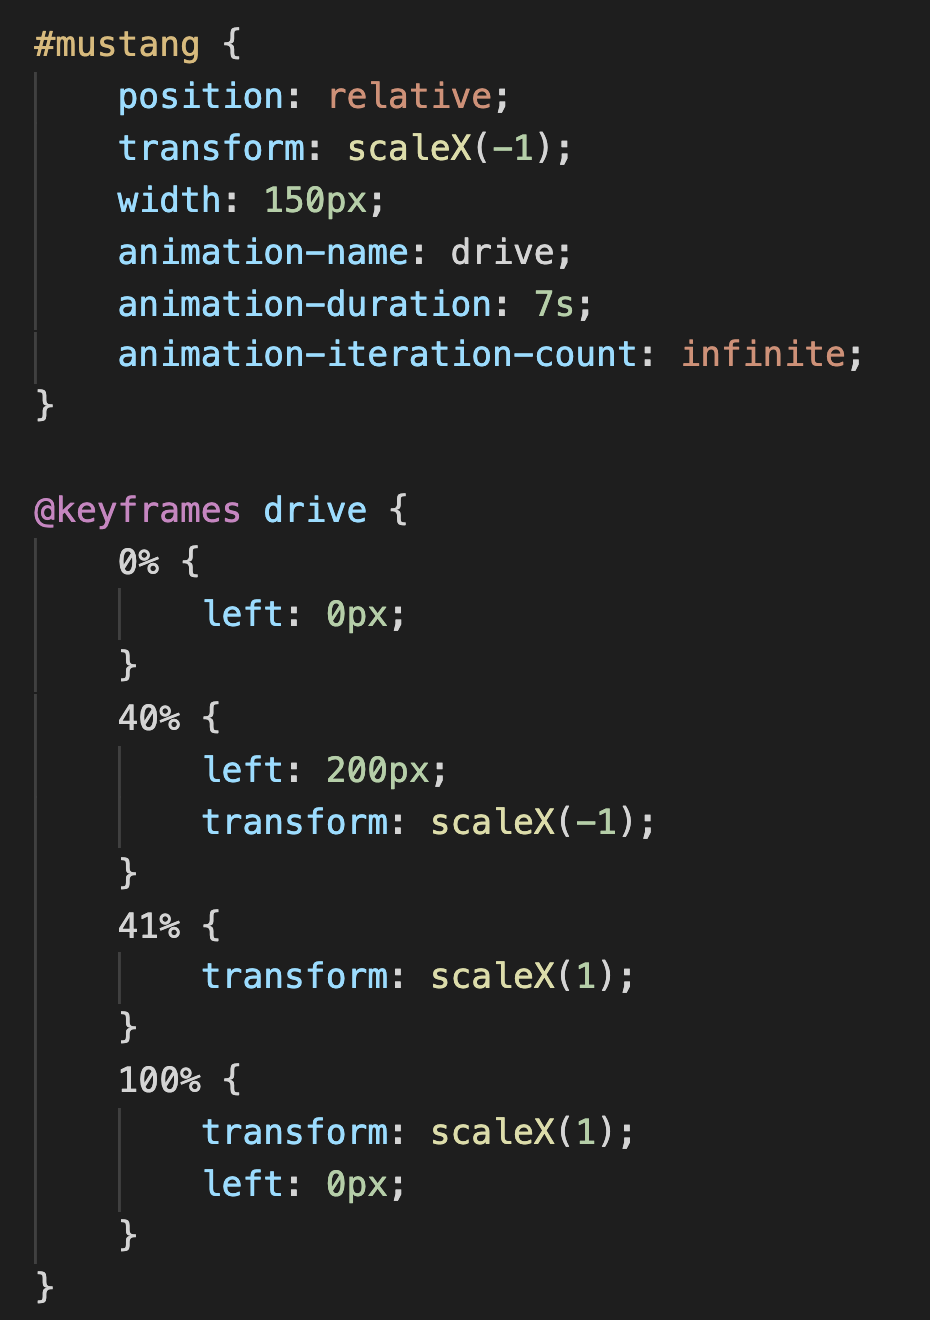 #mustang {
    position: relative;
    transform: scaleX(-1);
    width: 150px;
    animation-name: drive;
    animation-duration: 7s;
    animation-iteration-count: infinite;
}

@keyframes drive {
    0% {
        left: 0px;
    }
    40% {
        left: 200px;
        transform: scaleX(-1);
    }
    41% {
        transform: scaleX(1);
    }
    100% {
        transform: scaleX(1);
        left: 0px;
    }
}